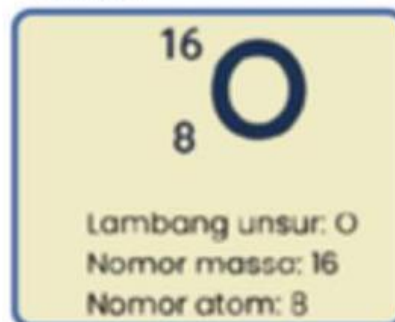 16
O
8
Lambang unsur: O
Nomor massa: 16
Nomor atom: 8